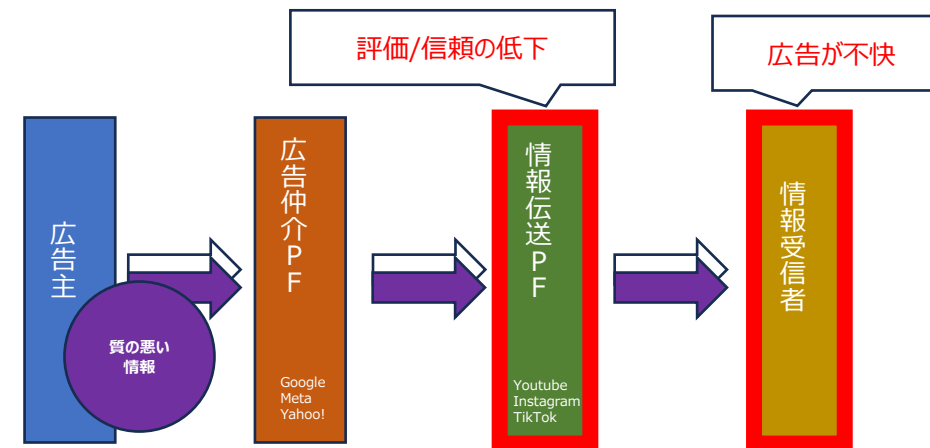 評価/信頼の低下
広告が不快
広告主
質の悪い
情報
広告仲介PF
Google
Meta
Yahoo!
情報伝送PF
Youtube
Instagram
TikTok
情報受信者